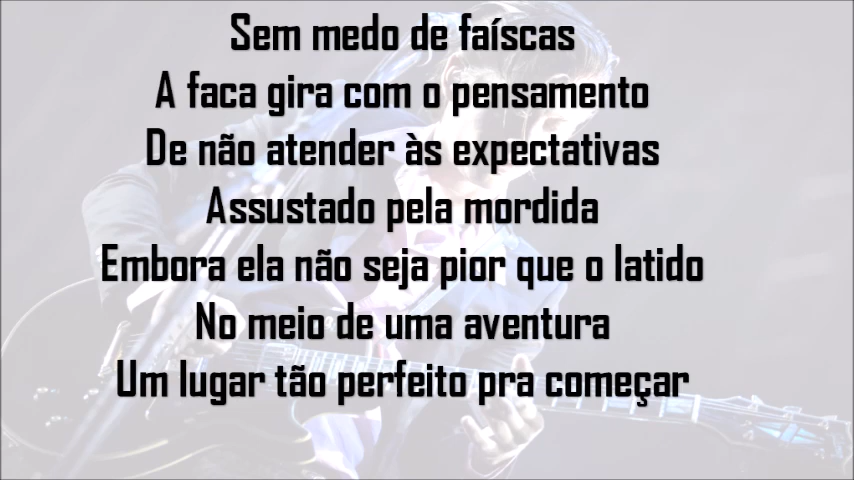 Sem medo de faíscas
A faca gira com o pensamento
De não atender às expectativas
Assustado pela mordida
Embora ela não seja pior que o latido
No meio de uma aventura
Um lugar tão perfeito pra começar